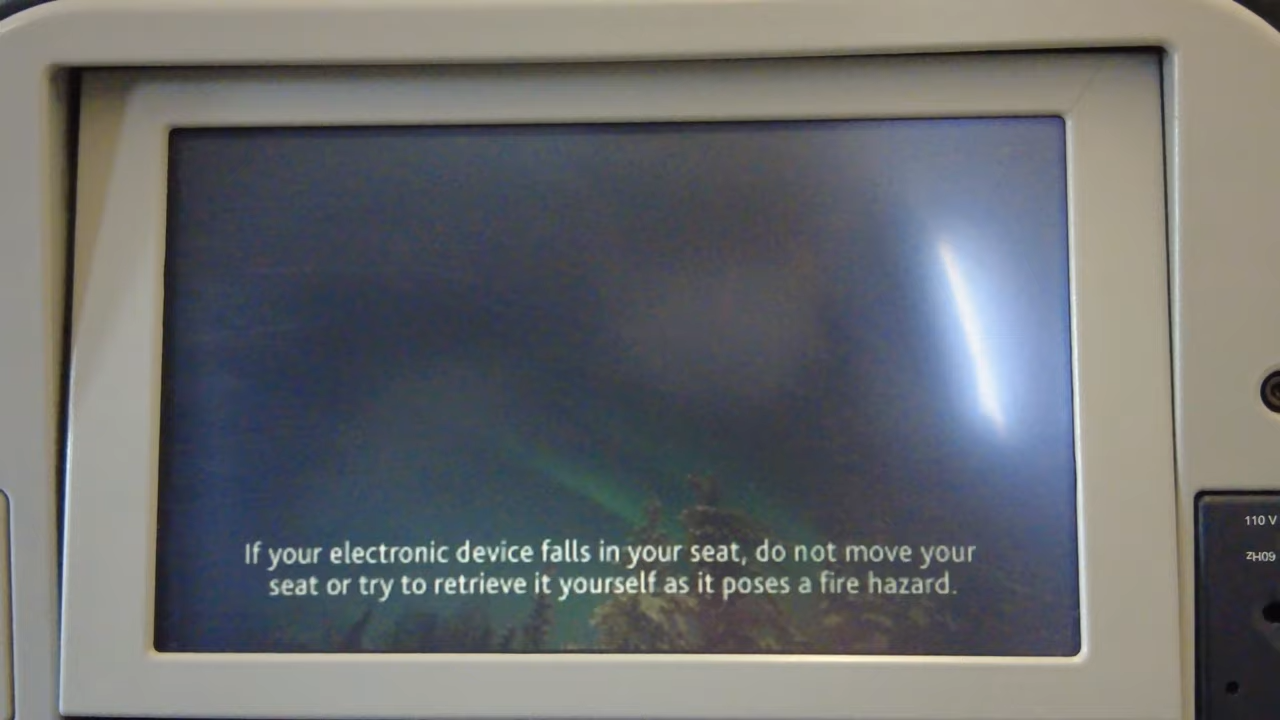 If your electronic device falls in your seat, do not move your
seat or try to retrieve it yourself as it poses a fire hazard.
110 V
60Hz